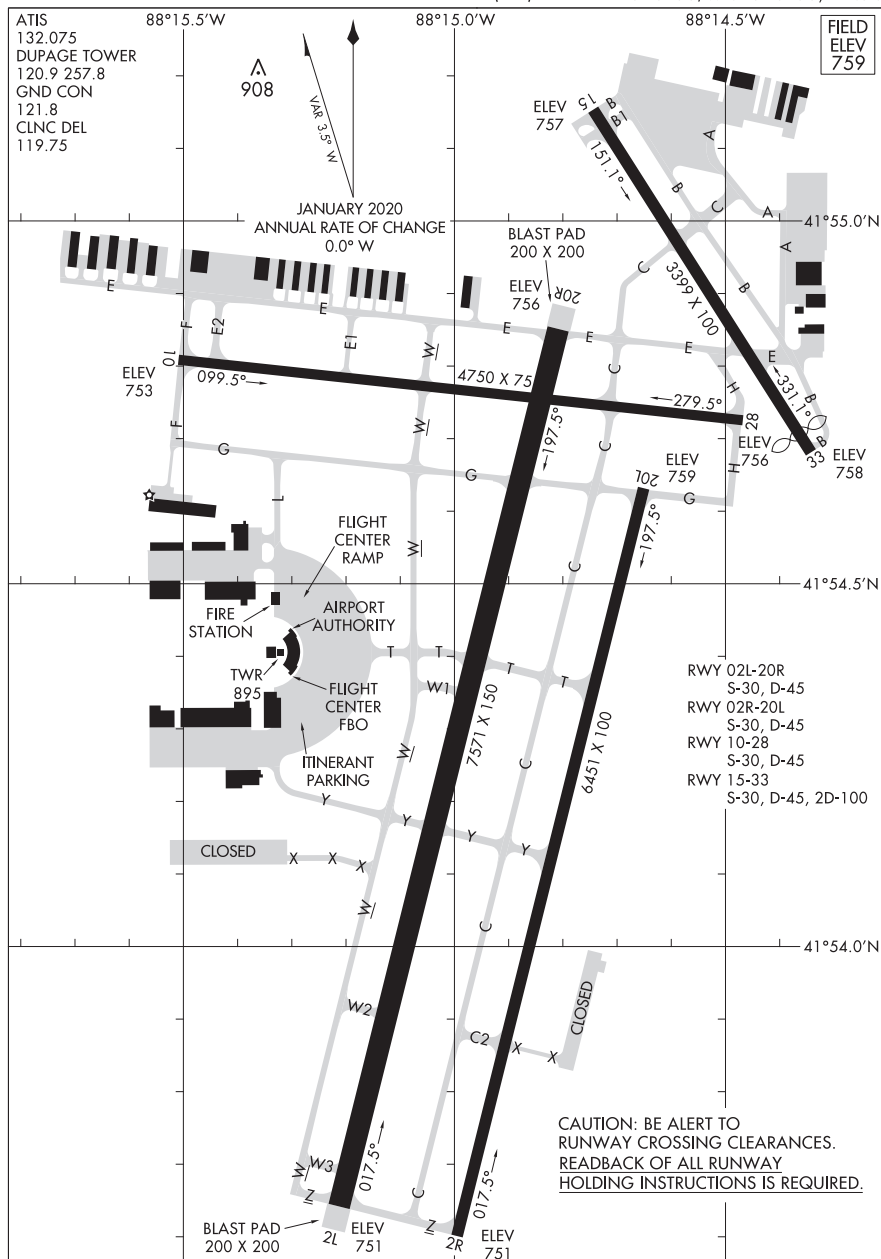 ATIS
132.075
DUPAGE TOWER
120.9 257.8
GND CON
121.8
CLNC DEL
119.75
88°15.5'W
88°15.0'W
88°14.5'W
FIELD
ELEV
759
908
VAR 3.5° W
JANUARY 2020
ANNUAL RATE OF CHANGE
0.0° W
ELEV
757
15
B
B1
151.1°
A
B
C
A
A
41°55.0'N
BLAST PAD
200 X 200
ELEV
756
20R
C
3399 X 100
B
E
E
E
E
E
E
F
E2
E1
W
C
H
331.1°
B
10
ELEV
753
099.5°
4750 X 75
279.5°
28
ELEV
756
33
B
ELEV
758
F
W
197.5°
C
H
G
G
20L
ELEV
759
G
L
197.5°
FLIGHT
CENTER
RAMP
W
C
41°54.5'N
FIRE
STATION
AIRPORT
AUTHORITY
TWR
895
T
T
T
T
FLIGHT
CENTER
FBO
W1
7571 X 150
6451 X 100
RWY 02L-20R
S-30, D-45
RWY 02R-20L
S-30, D-45
RWY 10-28
S-30, D-45
RWY 15-33
S-30, D-45, 2D-100
W
C
ITINERANT
PARKING
Y
Y
Y
Y
CLOSED
X X X
W
C
41°54.0'N
W2
C2
X X
CLOSED
CAUTION: BE ALERT TO
RUNWAY CROSSING CLEARANCES.
READBACK OF ALL RUNWAY
HOLDING INSTRUCTIONS IS REQUIRED.
W
W3
017.5°
C
017.5°
Z
Z
BLAST PAD
200 X 200
2L
ELEV
751
2R
ELEV
751